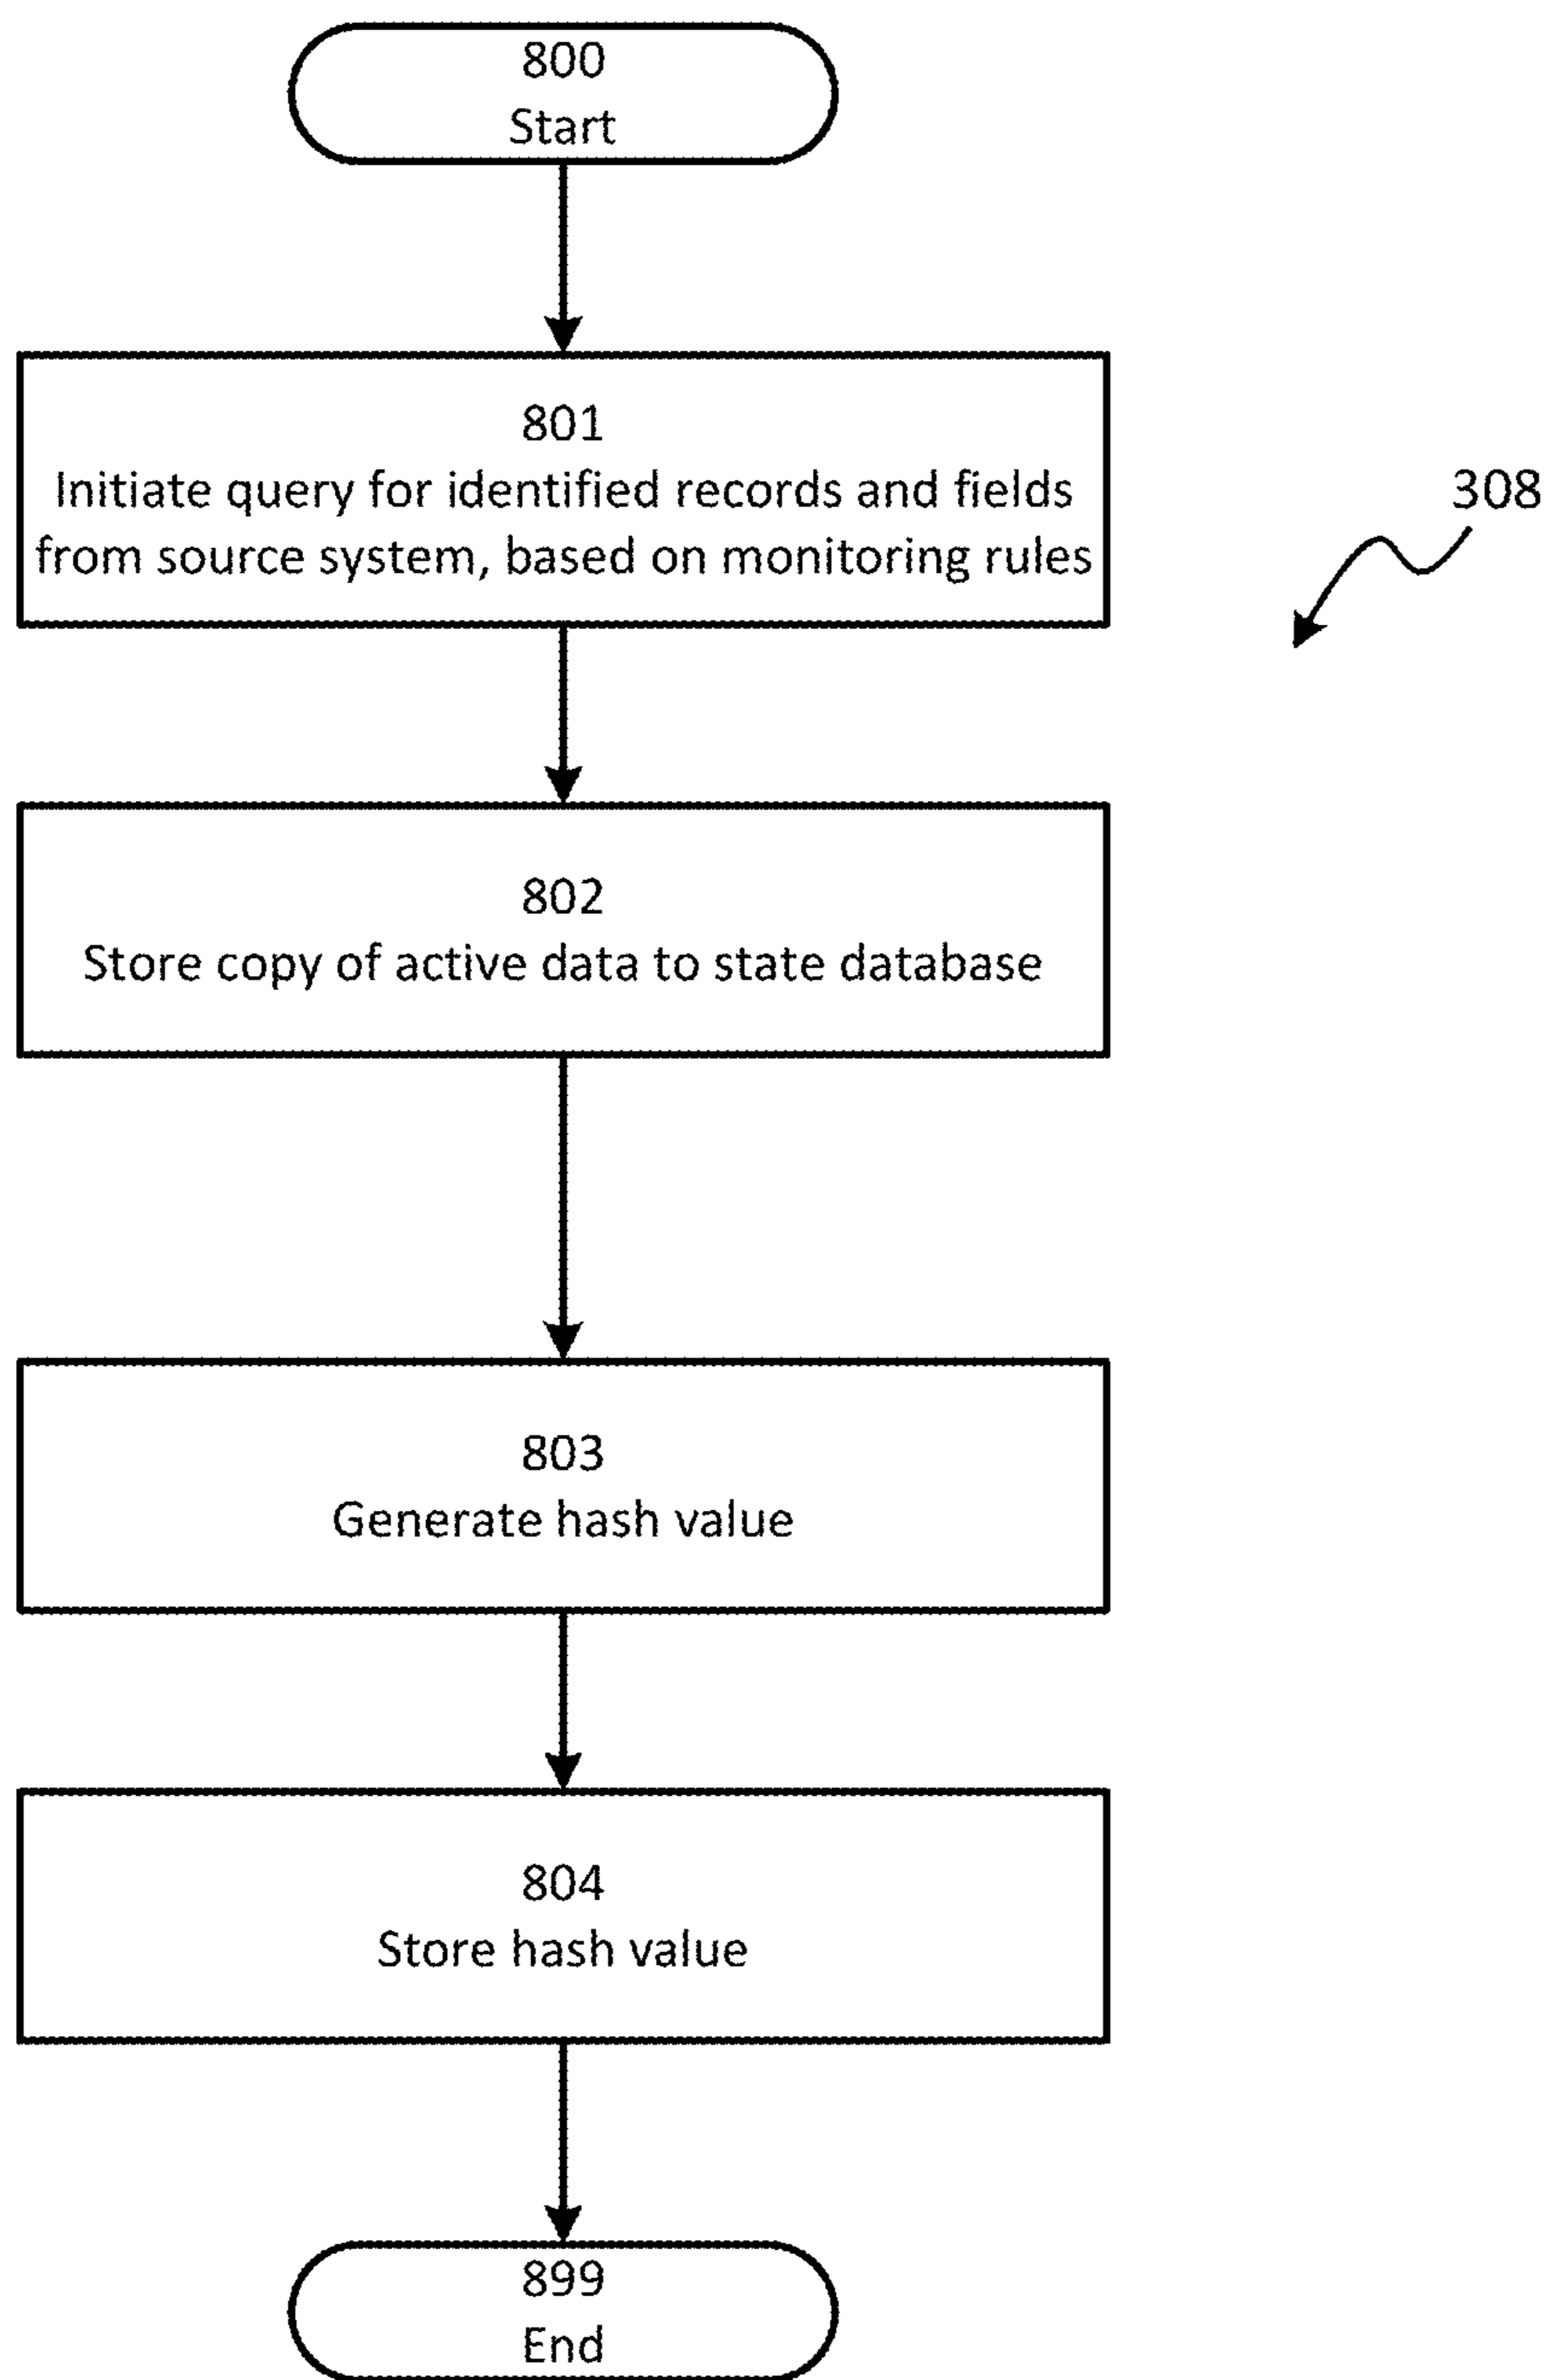 800
Start
801
Initiate query for identified records and fields
from source system, based on monitoring rules
308
802
Store copy of active data to state database
803
Generate hash value
804
Store hash value
899
End